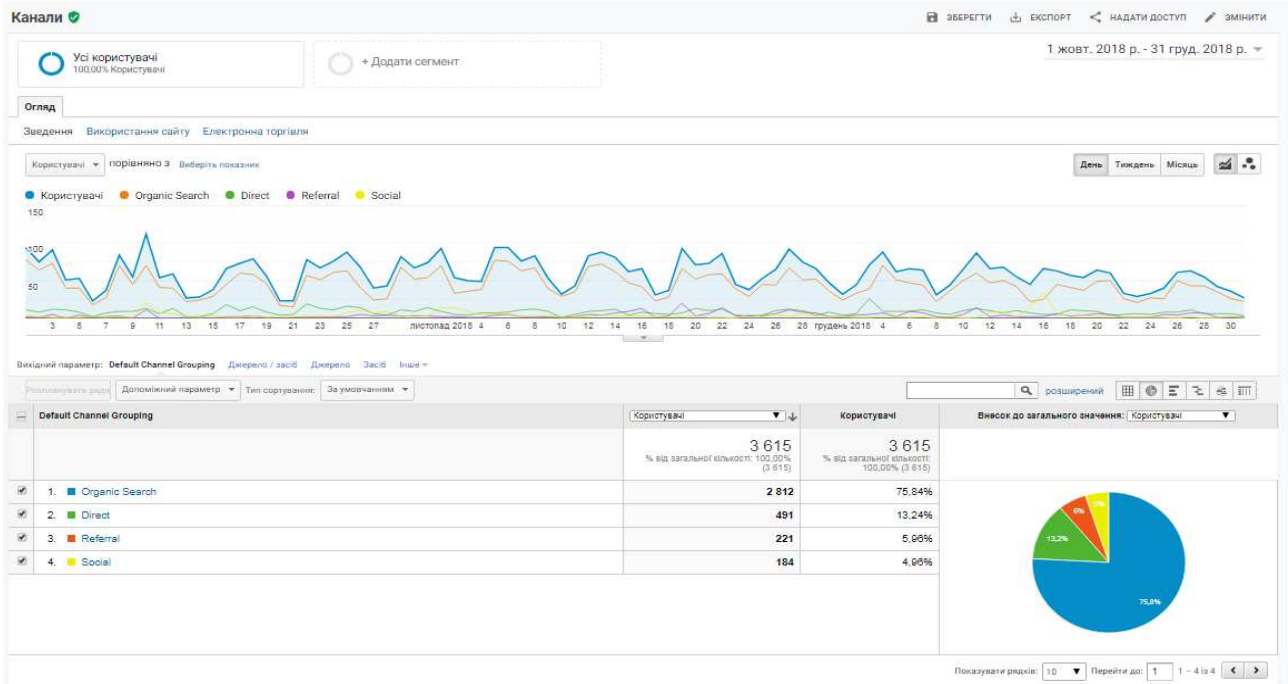 Канали
ЗБЕРЕГТИ ЕКСПОРТ НАДАТИ ДОСТУП ЗМІНИТИ
Усі користувачі
100,00% Користувачі
+ Додати сегмент
1 жовт. 2018 р. - 31 груд. 2018 р.
Огляд
Зведення Використання сайту Електронна торгівля
Користувачі порівняно з Виберіть показник
День Тиждень Місяць
Користувачі Organic Search Direct Referral Social
150
100
50
3 5 7 9 11 13 15 17 19 21 23 25 27 листопад 2018 4 6 8 10 12 14 16 18 20 22 24 26 28 грудень 2018 4 6 8 10 12 14 16 18 20 22 24 26 28 30
Вихідний параметр: Default Channel Grouping Джерело / засіб Джерело Засіб Інше
Допоміжний параметр Тип сортування: За умовчанням
розширений
Default Channel Grouping
Користувачі
Користувачі
Внесок до загального значення: Користувачі
3 615
% від загальної кількості: 100,00%
(3 615)
3 615
% від загальної кількості:
100,00% (3 615)
1. Organic Search 2 812 75,84%
2. Direct 491 13,24%
3. Referral 221 5,96%
4. Social 184 4,96%
5%
6%
13,2%
75,8%
Показувати рядків: 10 Перейти до: 1 1 – 4 із 4